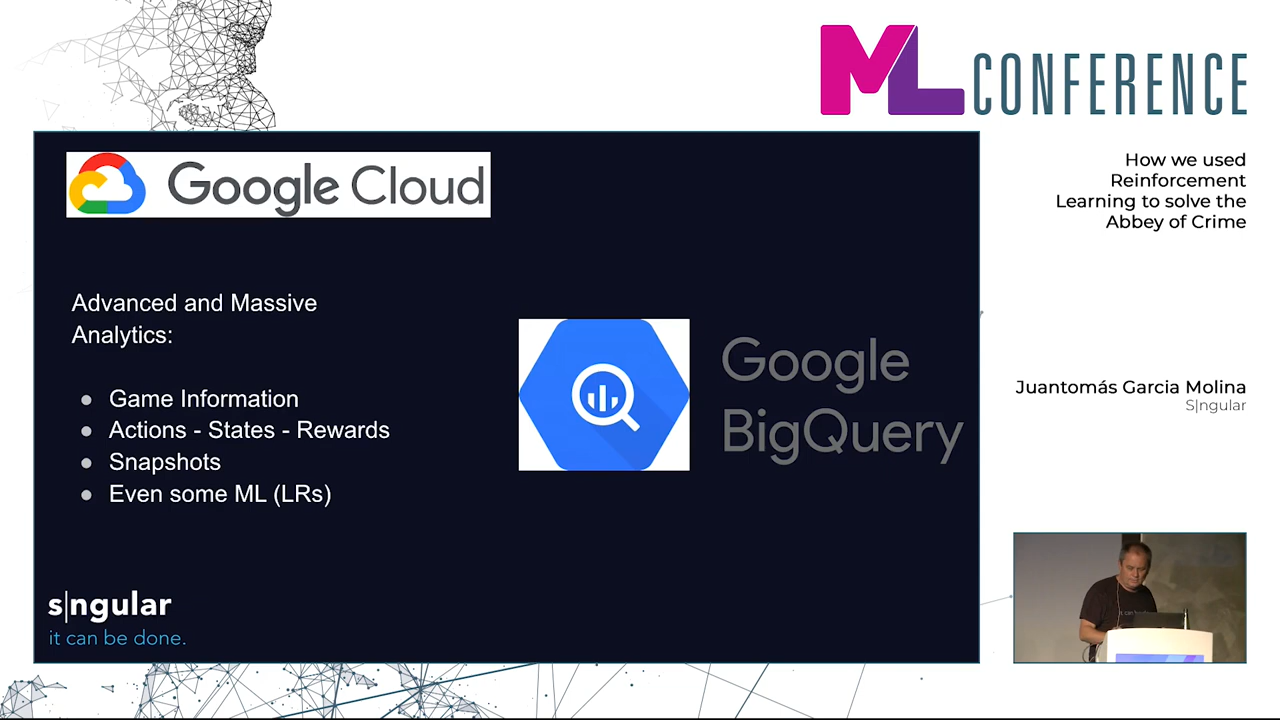 ML CONFERENCE
How we used
Reinforcement
Learning to solve the
Abbey of Crime
Google Cloud
Advanced and Massive
Analytics:
● Game Information
● Actions - States - Rewards
● Snapshots
● Even some ML (LRs)
Google
BigQuery
s|ngular
it can be done.
Juantomás Garcia Molina
S|ngular